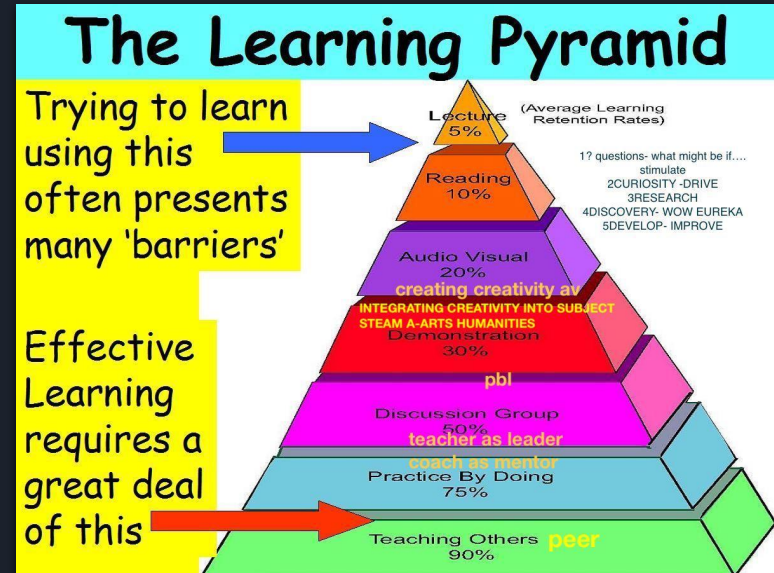 The Learning Pyramid
Trying to learn
using this
often presents
many 'barriers'
Effective
Learning
requires a
great deal
of this
Lecture
5%
(Average Learning
Retention Rates)
1? questions- what might be if....
stimulate
2CURIOSITY -DRIVE
3RESEARCH
4DISCOVERY- WOW EUREKA
5DEVELOP- IMPROVE
Reading
10%
Audio Visual
20%
creating creativity av
INTEGRATING CREATIVITY INTO SUBJECT
STEAM A-ARTS HUMANITIES
Demonstration
30%
pbl
Discussion Group
50%
teacher as leader
coach as mentor
Practice By Doing
75%
Teaching Others peer
90%